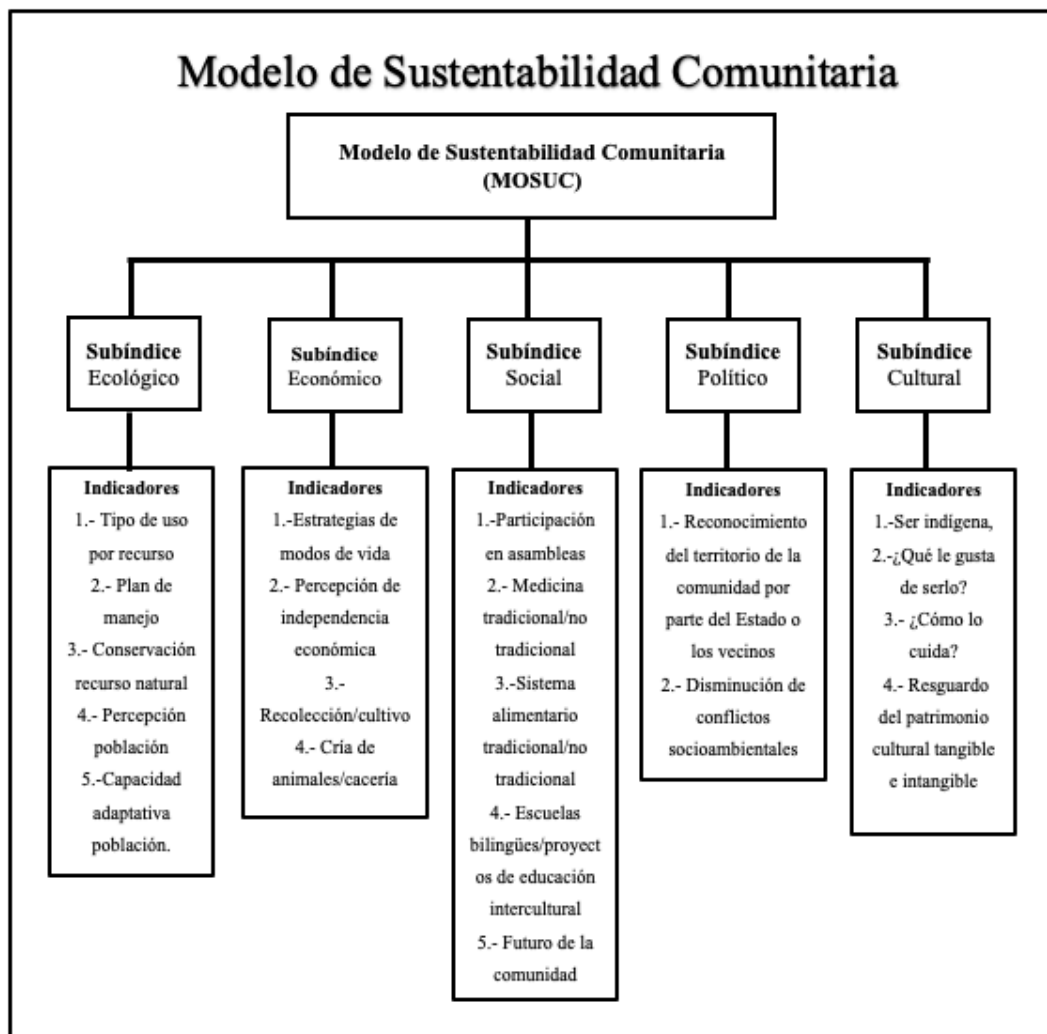 Modelo de Sustentabilidad Comunitaria
Modelo de Sustentabilidad Comunitaria
(MOSUC)
Subíndice
Ecológico
Subíndice
Económico
Subíndice
Social
Subíndice
Político
Subíndice
Cultural
Indicadores
1.- Tipo de uso
por recurso
2.- Plan de
manejo
3.- Conservación
recurso natural
4.- Percepción
población
5.-Capacidad
adaptativa
población.
Indicadores
1.-Estrategias de
modos de vida
2.- Percepción de
independencia
económica
3.-
Recolección/cultivo
4.- Cría de
animales/cacería
Indicadores
1.-Participación
en asambleas
2.- Medicina
tradicional/no
tradicional
3.-Sistema
alimentario
tradicional/no
tradicional
4.- Escuelas
bilingües/proyect
os de educación
intercultural
5.- Futuro de la
comunidad
Indicadores
1.- Reconocimiento
del territorio de la
comunidad por
parte del Estado o
los vecinos
2.- Disminución de
conflictos
socioambientales
Indicadores
1.-Ser indígena,
2.-¿Qué le gusta
de serlo?
3.- ¿Cómo lo
cuida?
4.- Resguardo
del patrimonio
cultural tangible
e intangible